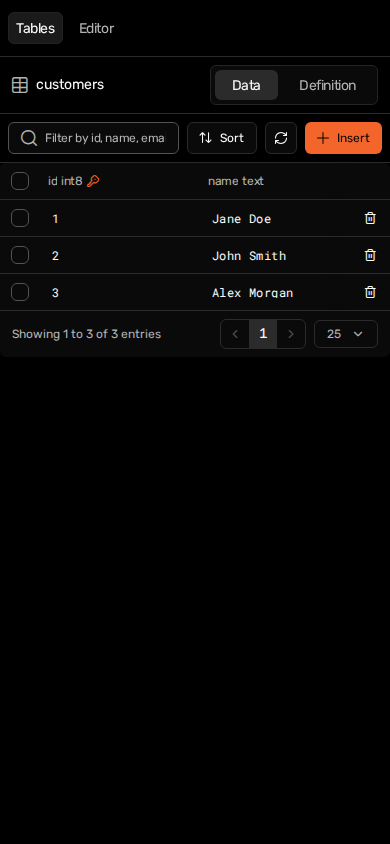 Tables Editor
customers Data Definition
Filter by id, name, ema Sort Insert
id int8 name text
1 Jane Doe
2 John Smith
3 Alex Morgan
Showing 1 to 3 of 3 entries 1 25